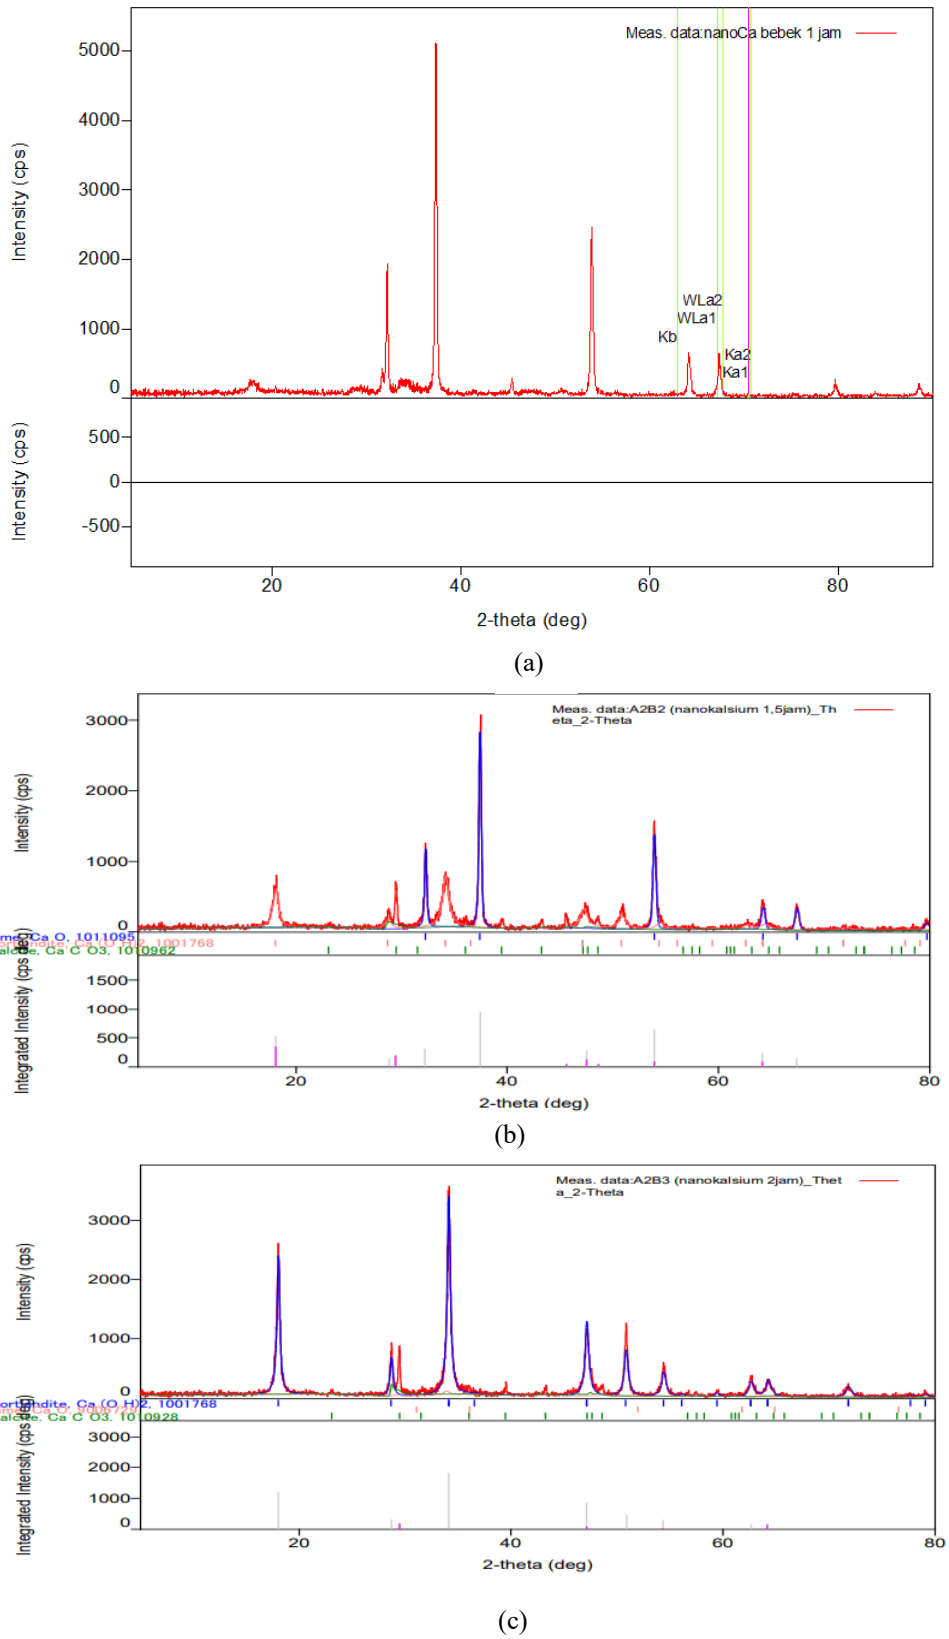 Meas. data:nanoCa bebek 1 jam
Intensity (cps)
5000
4000
3000
2000
1000
0
WLa2
WLa1
Kb
Ka2
Ka1
Intensity (cps)
500
0
-500
20 40 60 80
2-theta (deg)
(a)
Meas. data:A2B2 (nanokalsium 1,5jam)_Th
eta_2-Theta
Intensity (cps)
3000
2000
1000
0
me, Ca O, 1011095
Ca (O H)2, 1001768
Ca C O3, 1010962
Integrated Intensity (cps deg)
1500
1000
500
0
20 40 60 80
2-theta (deg)
(b)
Meas. data:A2B3 (nanokalsium 2jam)_Thet
a_2-Theta
Intensity (cps)
3000
2000
1000
0
Ca (O H)2, 1001768
Ca O,
Ca C O3, 1010928
Integrated Intensity (cps deg)
3000
2000
1000
0
20 40 60 80
2-theta (deg)
(c)